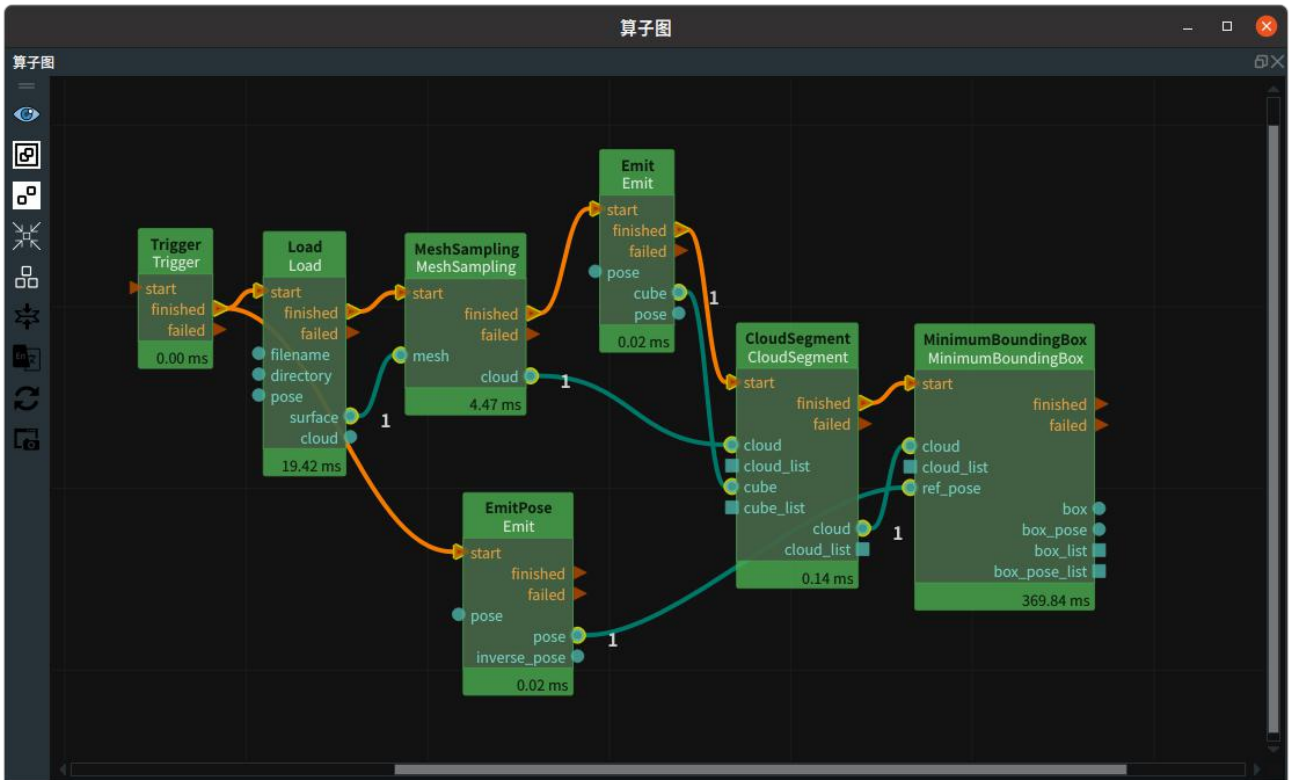 算子图
算子图
Trigger
Trigger
start
finished
failed
0.00 ms
Load
Load
start
finished
failed
filename
directory
pose
surface
cloud
19.42 ms
1
MeshSampling
MeshSampling
start
finished
failed
mesh
cloud
4.47 ms
1
Emit
Emit
start
finished
failed
pose
cube
pose
0.02 ms
1
EmitPose
Emit
start
finished
failed
pose
pose
inverse_pose
0.02 ms
1
CloudSegment
CloudSegment
start
finished
failed
cloud
cloud_list
cube
cube_list
cloud
cloud_list
0.14 ms
1
MinimumBoundingBox
MinimumBoundingBox
start
finished
failed
cloud
cloud_list
ref_pose
box
box_pose
box_list
box_pose_list
369.84 ms